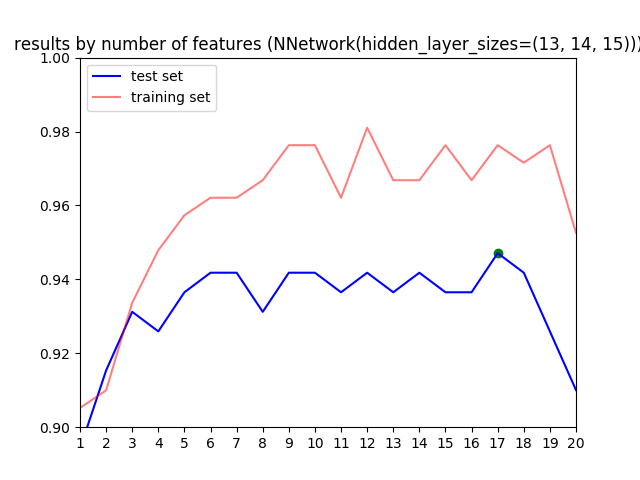 results by number of features (NNetwork(hidden_layer_sizes=(13, 14, 15)))
1.00
test set
training set
0.98
0.96
0.94
0.92
0.90
1 2 3 4 5 6 7 8 9 10 11 12 13 14 15 16 17 18 19 20